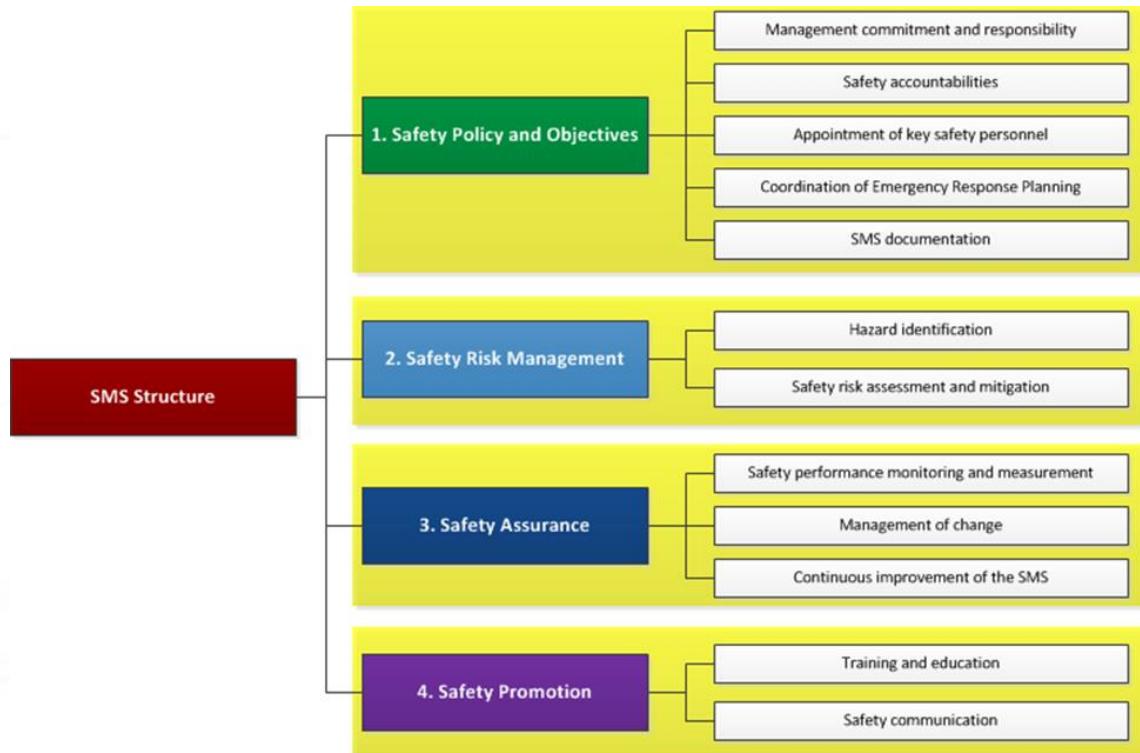 SMS Structure
1. Safety Policy and Objectives
Management commitment and responsibility
Safety accountabilities
Appointment of key safety personnel
Coordination of Emergency Response Planning
SMS documentation
2. Safety Risk Management
Hazard identification
Safety risk assessment and mitigation
3. Safety Assurance
Safety performance monitoring and measurement
Management of change
Continuous improvement of the SMS
4. Safety Promotion
Training and education
Safety communication